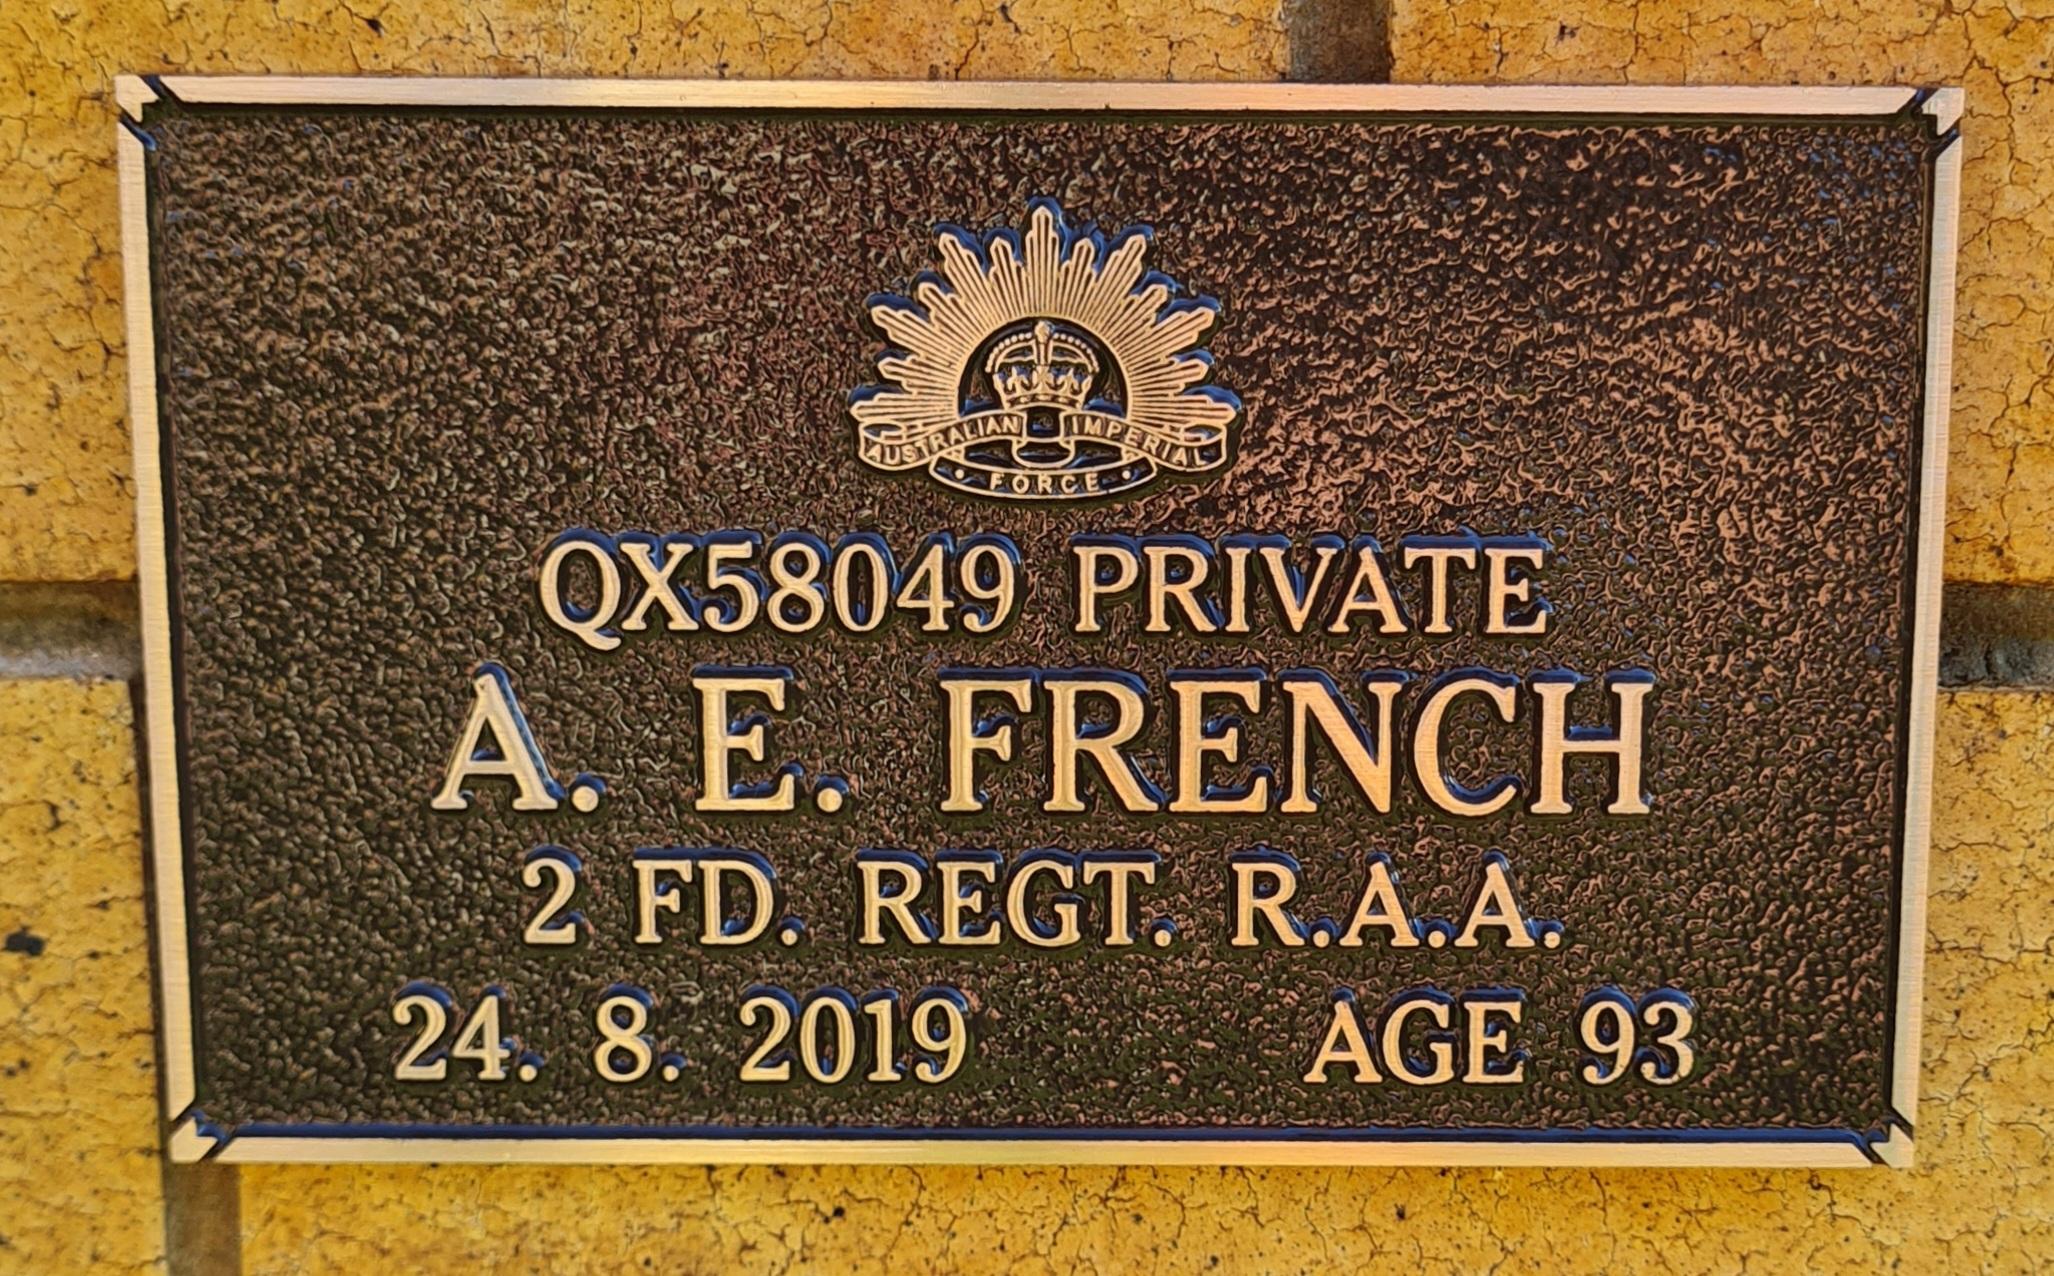 AUSTRALIAN IMPERIAL
FORCE
QX58049 PRIVATE
A. E. FRENCH
2 FD. REGT. R.A.A.
24. 8. 2019 AGE 93